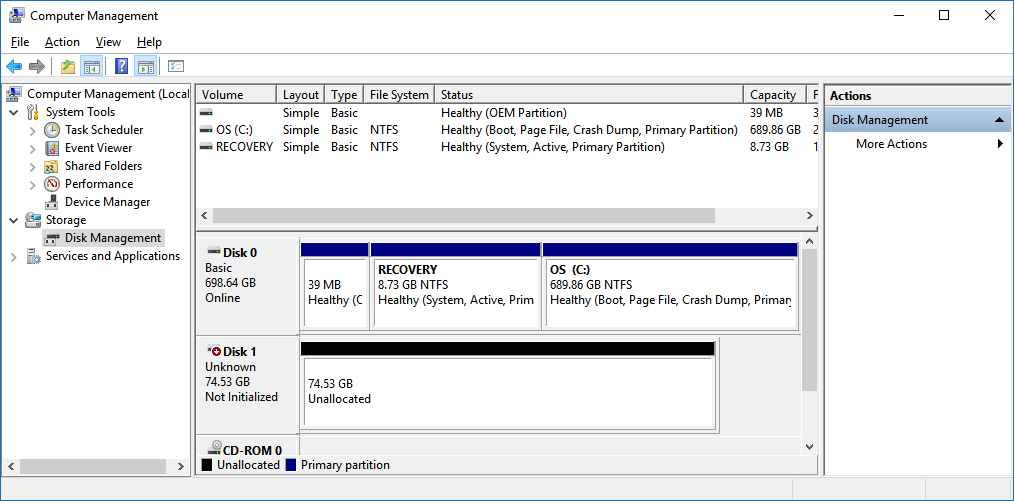 Computer Management
File Action View Help
Computer Management (Local
System Tools
Task Scheduler
Event Viewer
Shared Folders
Performance
Device Manager
Storage
Disk Management
Services and Applications
Volume Layout Type File System Status Capacity F
Simple Basic Healthy (OEM Partition) 39 MB 3
OS (C:) Simple Basic NTFS Healthy (Boot, Page File, Crash Dump, Primary Partition) 689.86 GB 2
RECOVERY Simple Basic NTFS Healthy (System, Active, Primary Partition) 8.73 GB 1
Disk 0
Basic
698.64 GB
Online
39 MB
Healthy (C
RECOVERY
8.73 GB NTFS
Healthy (System, Active, Prim
OS (C:)
689.86 GB NTFS
Healthy (Boot, Page File, Crash Dump, Primary
Disk 1
Unknown
74.53 GB
Not Initialized
74.53 GB
Unallocated
CD-ROM 0
Unallocated Primary partition
Actions
Disk Management
More Actions